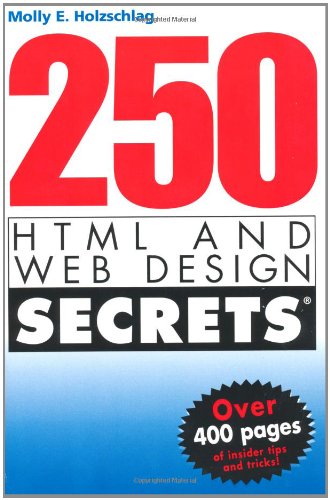 Molly E. Holzschlag
250
HTML AND
WEB DESIGN
SECRETS®
Over
400 pages
of insider tips
and tricks!